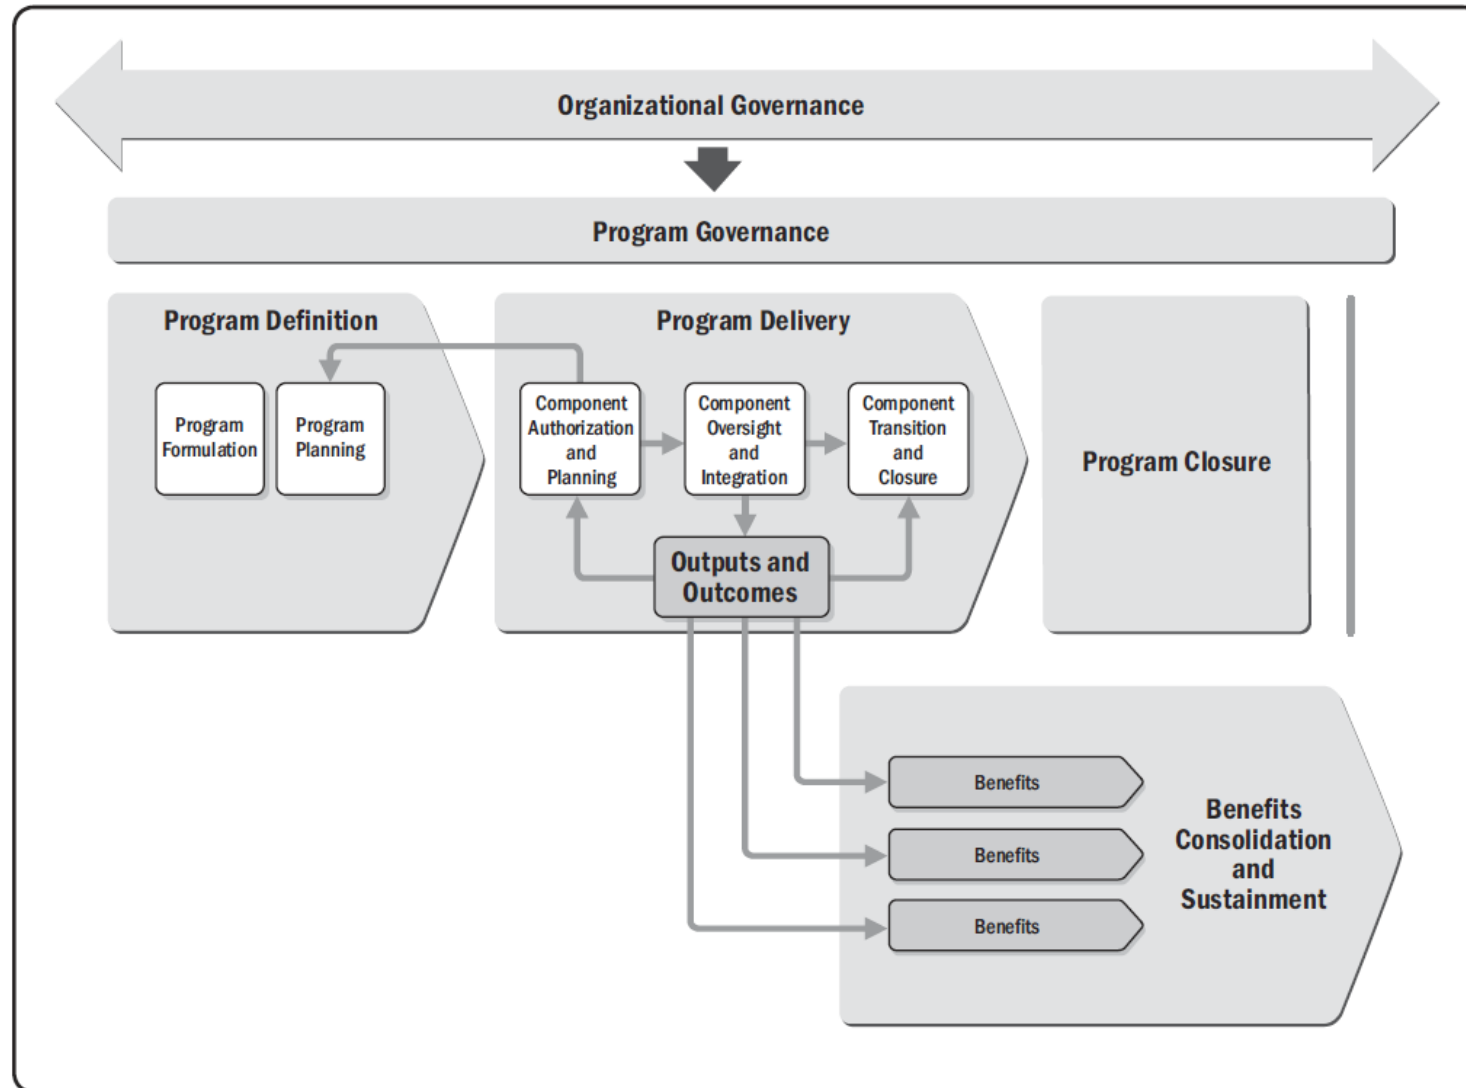 Organizational Governance
Program Governance
Program Definition
Program
Formulation
Program
Planning
Program Delivery
Component
Authorization
and
Planning
Component
Oversight
and
Integration
Component
Transition
and
Closure
Outputs and
Outcomes
Program Closure
Benefits
Benefits
Benefits
Benefits
Consolidation
and
Sustainment